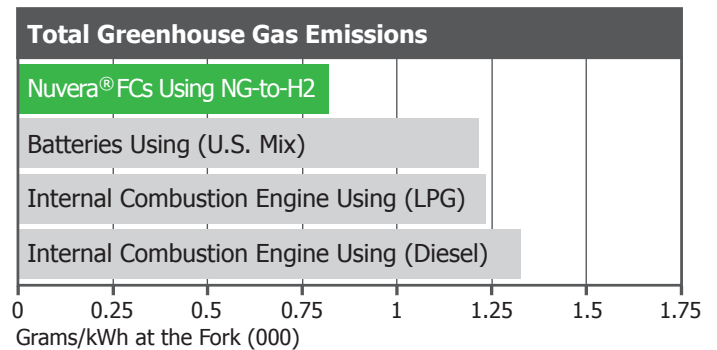 Total Greenhouse Gas Emissions
Nuvera® FCs Using NG-to-H2
Batteries Using (U.S. Mix)
Internal Combustion Engine Using (LPG)
Internal Combustion Engine Using (Diesel)
0 0.25 0.5 0.75 1 1.25 1.5 1.75
Grams/kWh at the Fork (000)